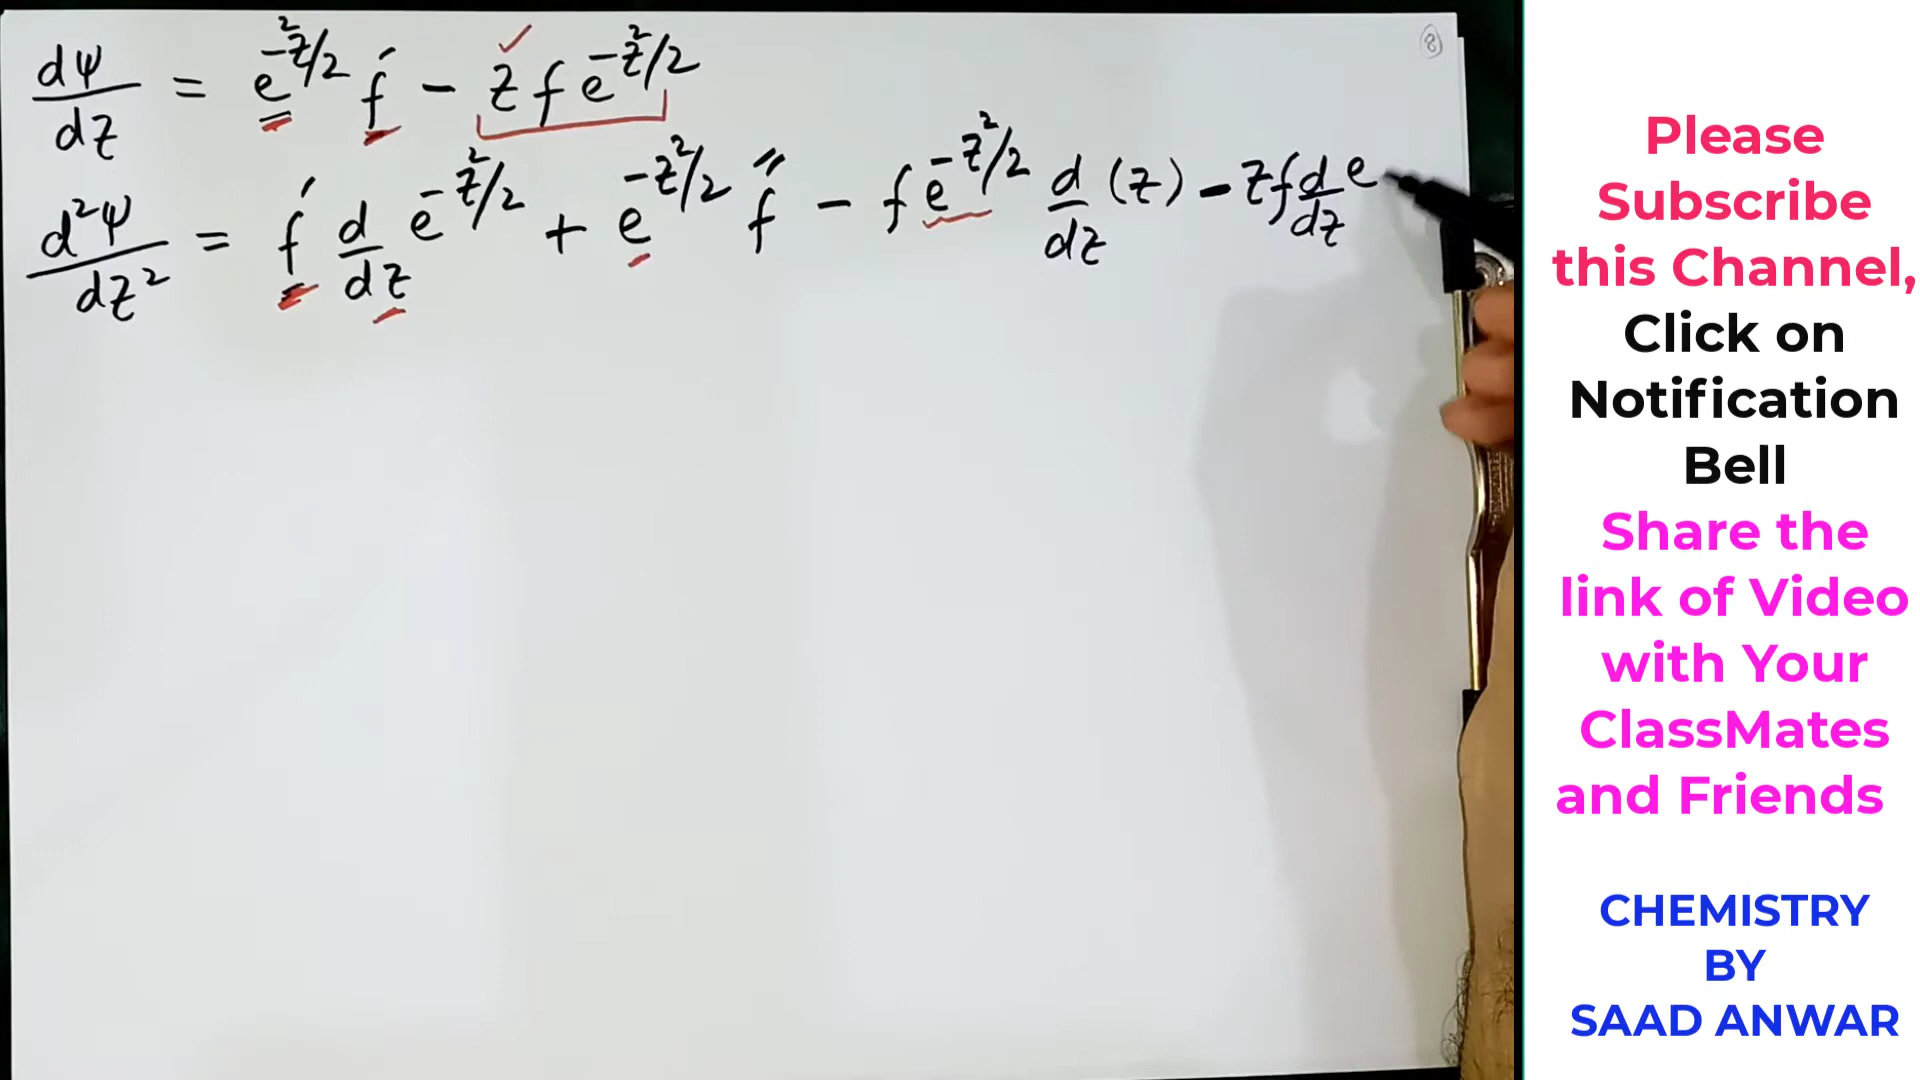 8
dψ/dz = e^{-z²/2} f′ - z f e^{-z²/2}
d²ψ/dz² = f′ d/dz e^{-z²/2} + e^{-z²/2} f″ - f e^{-z²/2} d/dz (z) - zf d/dz e
Please
Subscribe
this Channel,
Click on
Notification
Bell
Share the
link of Video
with Your
ClassMates
and Friends
CHEMISTRY
BY
SAAD ANWAR